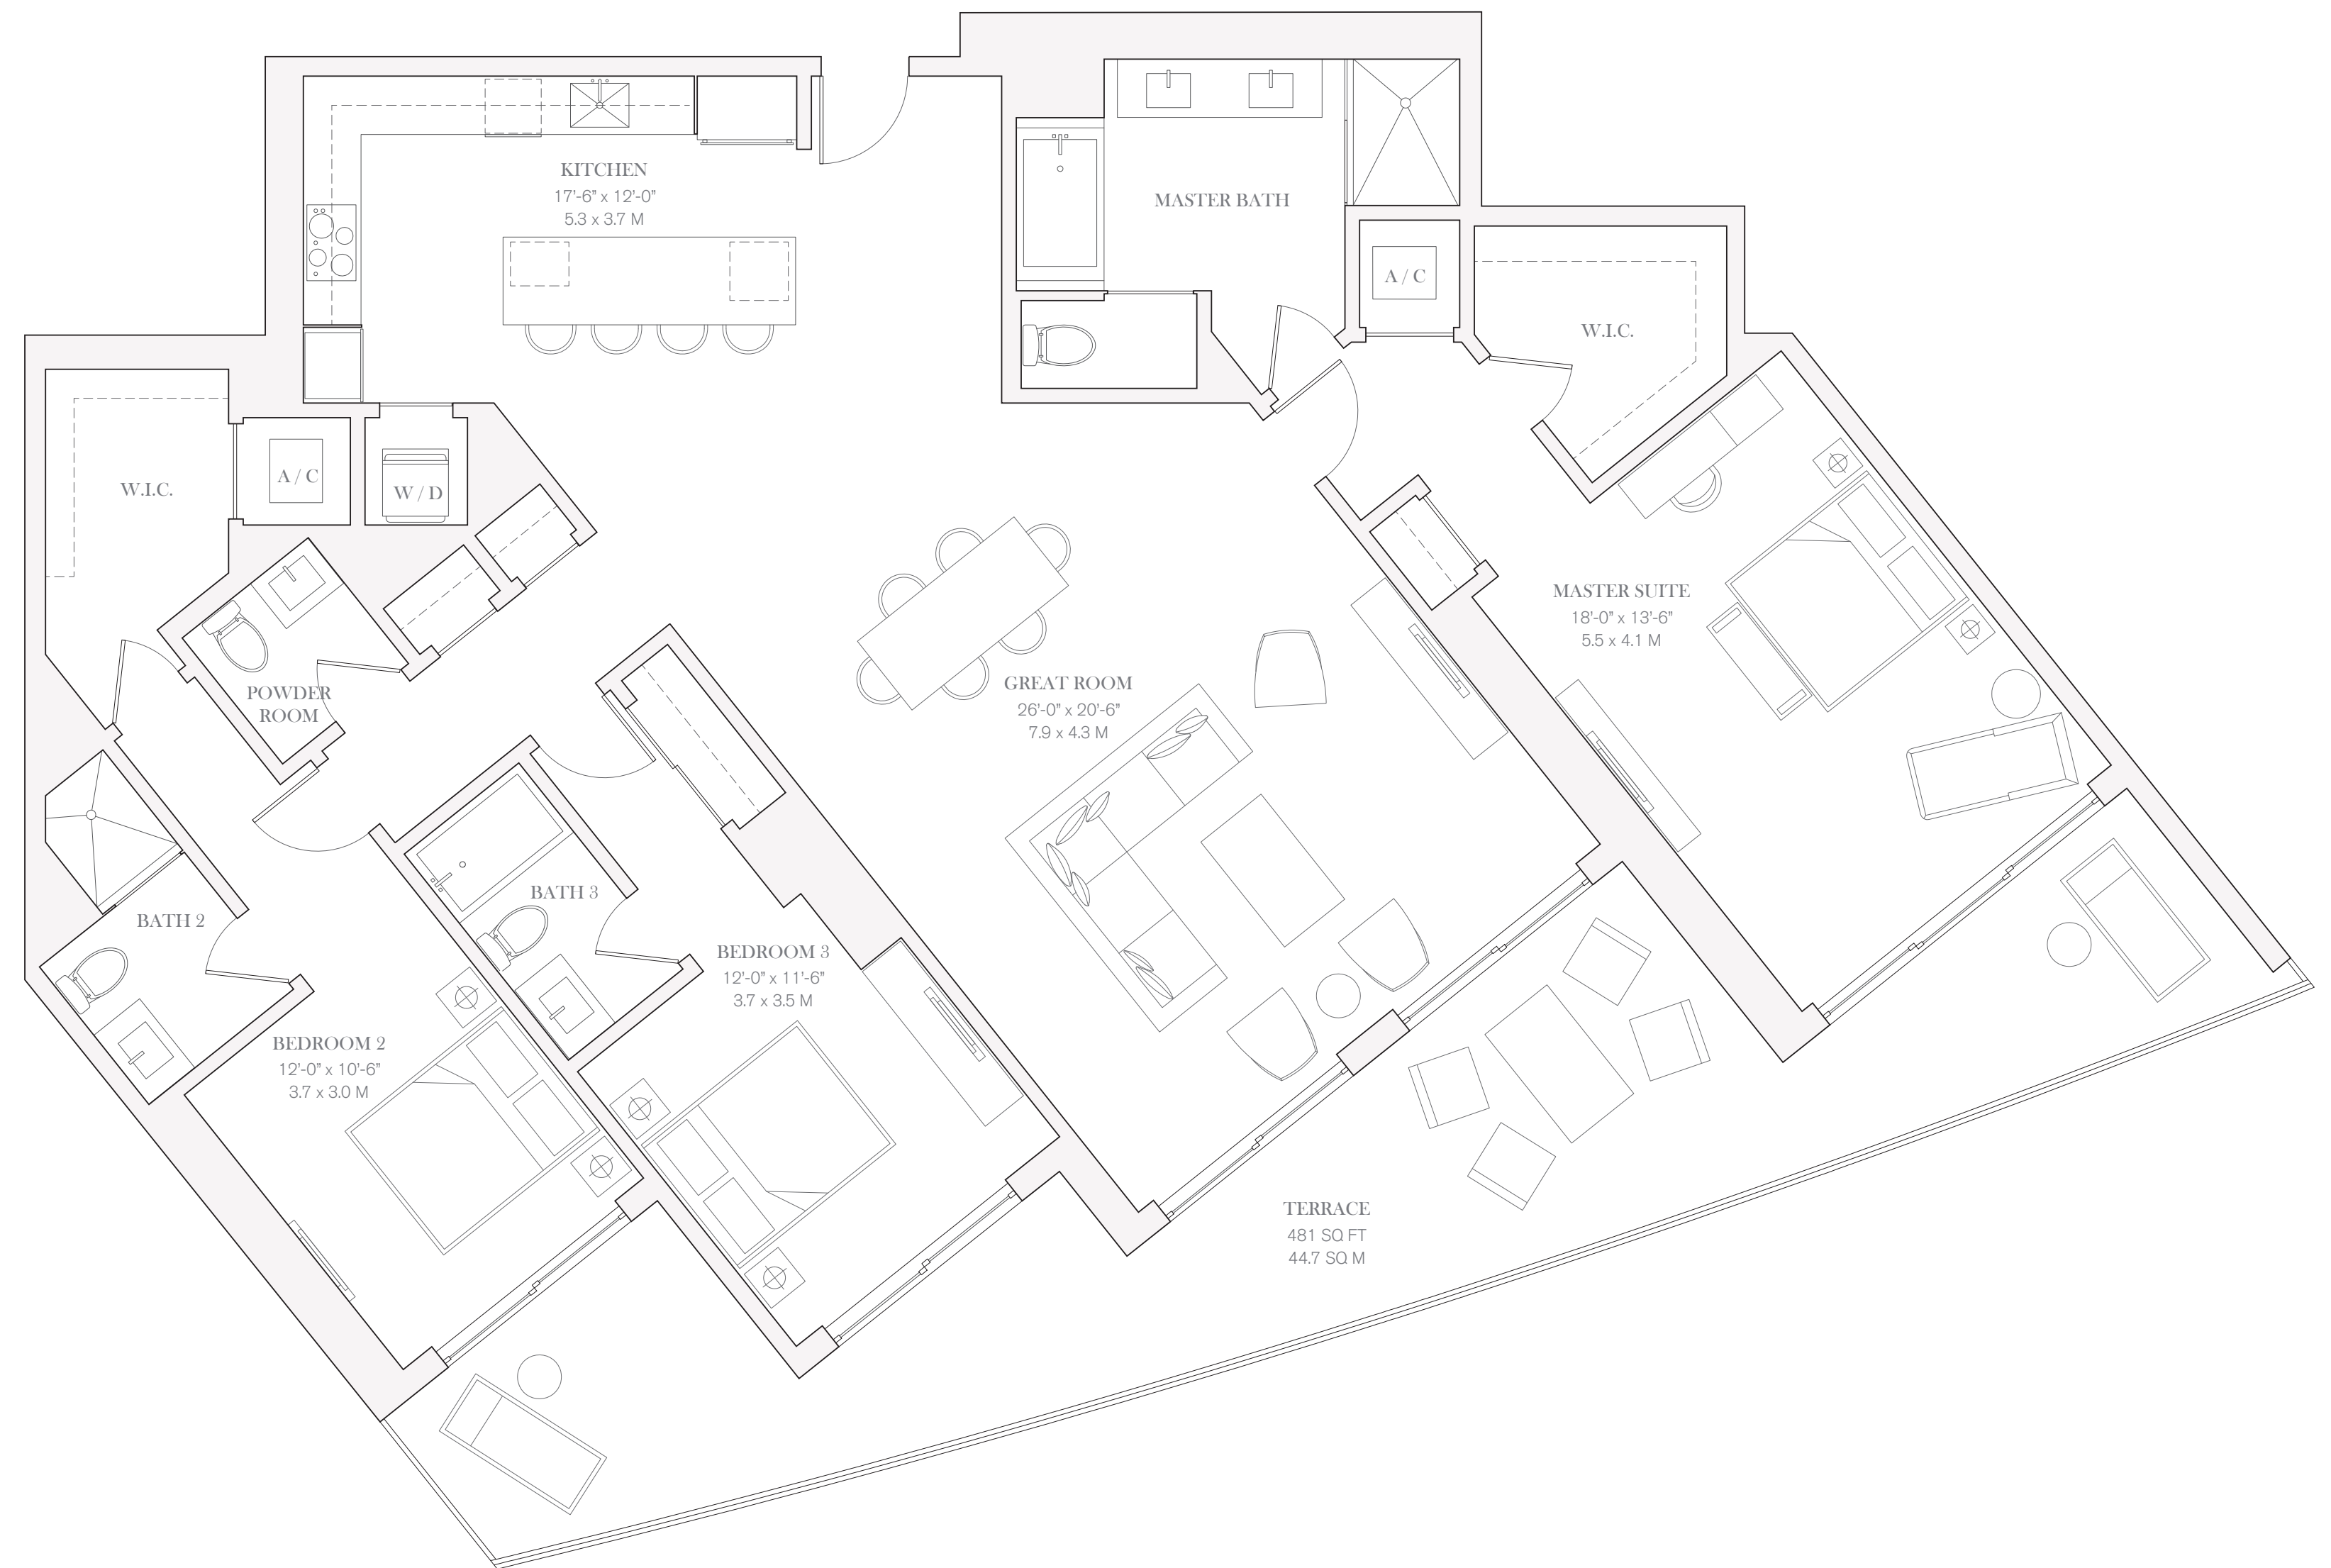 KITCHEN
17'-6" x 12'-0"
5.3 x 3.7 M
MASTER BATH
A / C
W.I.C.
W.I.C.
A / C
W / D
MASTER SUITE
18'-0" x 13'-6"
5.5 x 4.1 M
POWDER
ROOM
GREAT ROOM
26'-0" x 20'-6"
7.9 x 4.3 M
BATH 2
BATH 3
BEDROOM 3
12'-0" x 11'-6"
3.7 x 3.5 M
BEDROOM 2
12'-0" x 10'-6"
3.7 x 3.0 M
TERRACE
481 SQ FT
44.7 SQ M